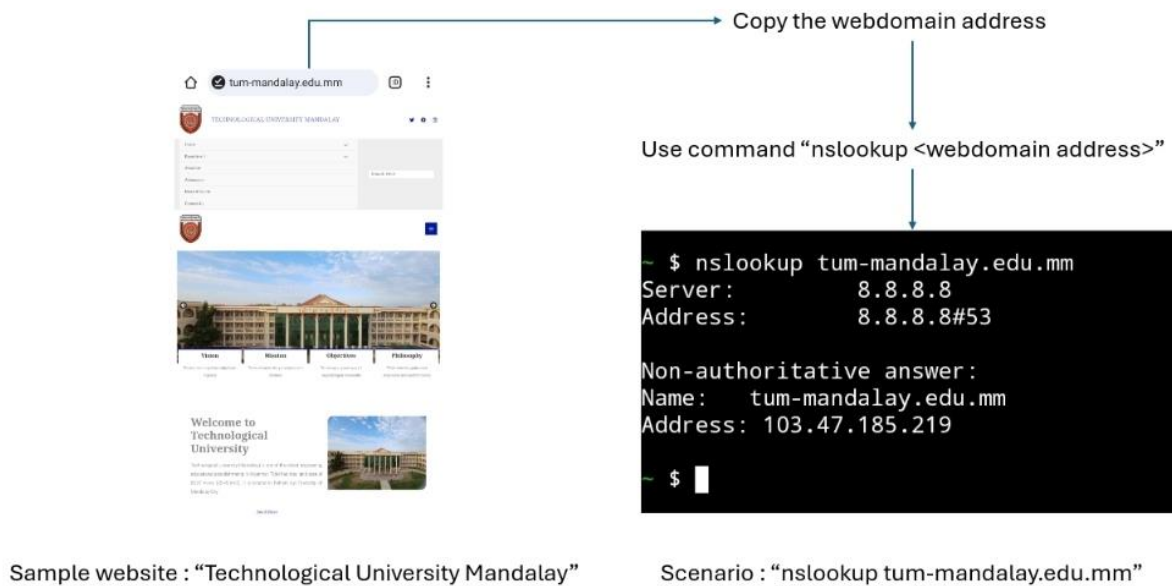 Copy the webdomain address
tum-mandalay.edu.mm
TECHNOLOGICAL UNIVERSITY MANDALAY
Use command “nslookup <webdomain address>”
~ $ nslookup tum-mandalay.edu.mm
Server: 8.8.8.8
Address: 8.8.8.8#53
Non-authoritative answer:
Name: tum-mandalay.edu.mm
Address: 103.47.185.219
~ $
Vision Mission Objectives Philosophy
Welcome to
Technological
University
Sample website : “Technological University Mandalay”
Scenario : “nslookup tum-mandalay.edu.mm”